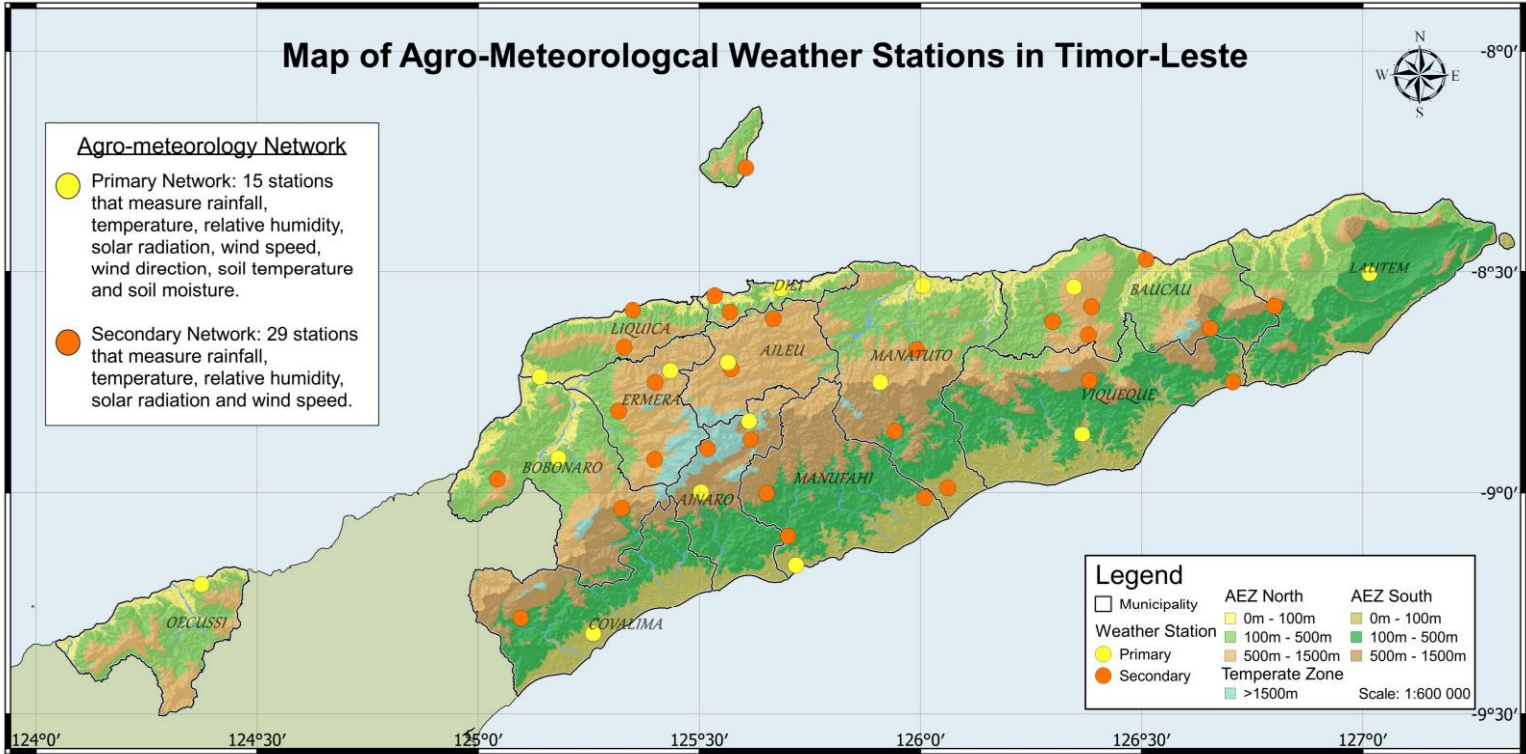 Map of Agro-Meteorologcal Weather Stations in Timor-Leste
N
W E
S
-8°0'
Agro-meteorology Network
Primary Network: 15 stations
that measure rainfall,
temperature, relative humidity,
solar radiation, wind speed,
wind direction, soil temperature
and soil moisture.
Secondary Network: 29 stations
that measure rainfall,
temperature, relative humidity,
solar radiation and wind speed.
LAUTEM
-8°30'
DILI
BAUCAU
LIQUICA
AILEU
MANATUTO
ERMERA
VIQUEQUE
BOBONARO
MANUFAHI
AINARO
-9°0'
OECUSSI
COVALIMA
Legend
Municipality
Weather Station
Primary
Secondary
AEZ North
0m - 100m
100m - 500m
500m - 1500m
Temperate Zone
>1500m
AEZ South
0m - 100m
100m - 500m
500m - 1500m
Scale: 1:600 000
-9°30'
124°0' 124°30' 125°0' 125°30' 126°0' 126°30' 127°0'